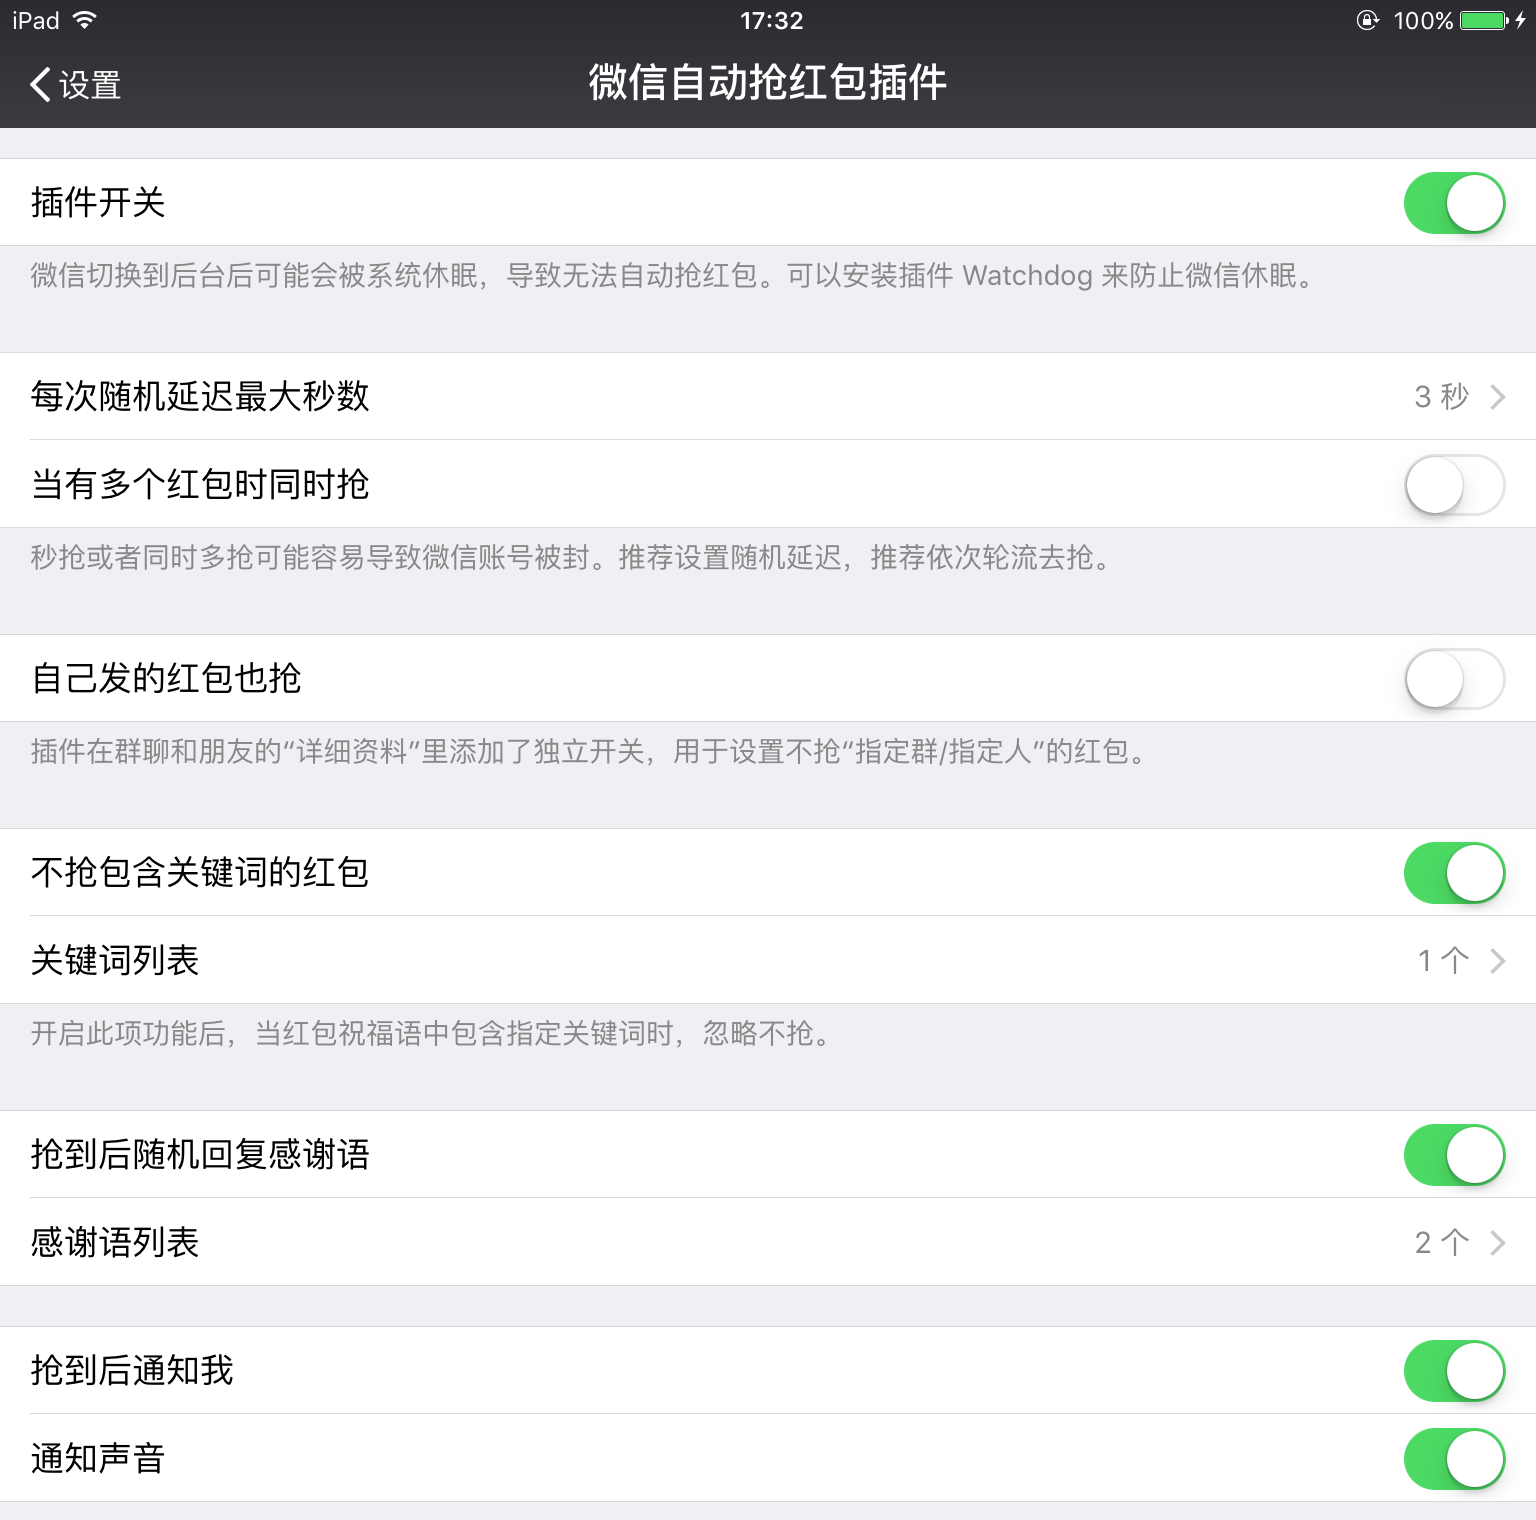 iPad 17:32 100%
设置 微信自动抢红包插件
插件开关
微信切换到后台后可能会被系统休眠，导致无法自动抢红包。可以安装插件 Watchdog 来防止微信休眠。
每次随机延迟最大秒数 3 秒
当有多个红包时同时抢
秒抢或者同时多抢可能容易导致微信账号被封。推荐设置随机延迟，推荐依次轮流去抢。
自己发的红包也抢
插件在群聊和朋友的“详细资料”里添加了独立开关，用于设置不抢“指定群/指定人”的红包。
不抢包含关键词的红包
关键词列表 1 个
开启此项功能后，当红包祝福语中包含指定关键词时，忽略不抢。
抢到后随机回复感谢语
感谢语列表 2 个
抢到后通知我
通知声音